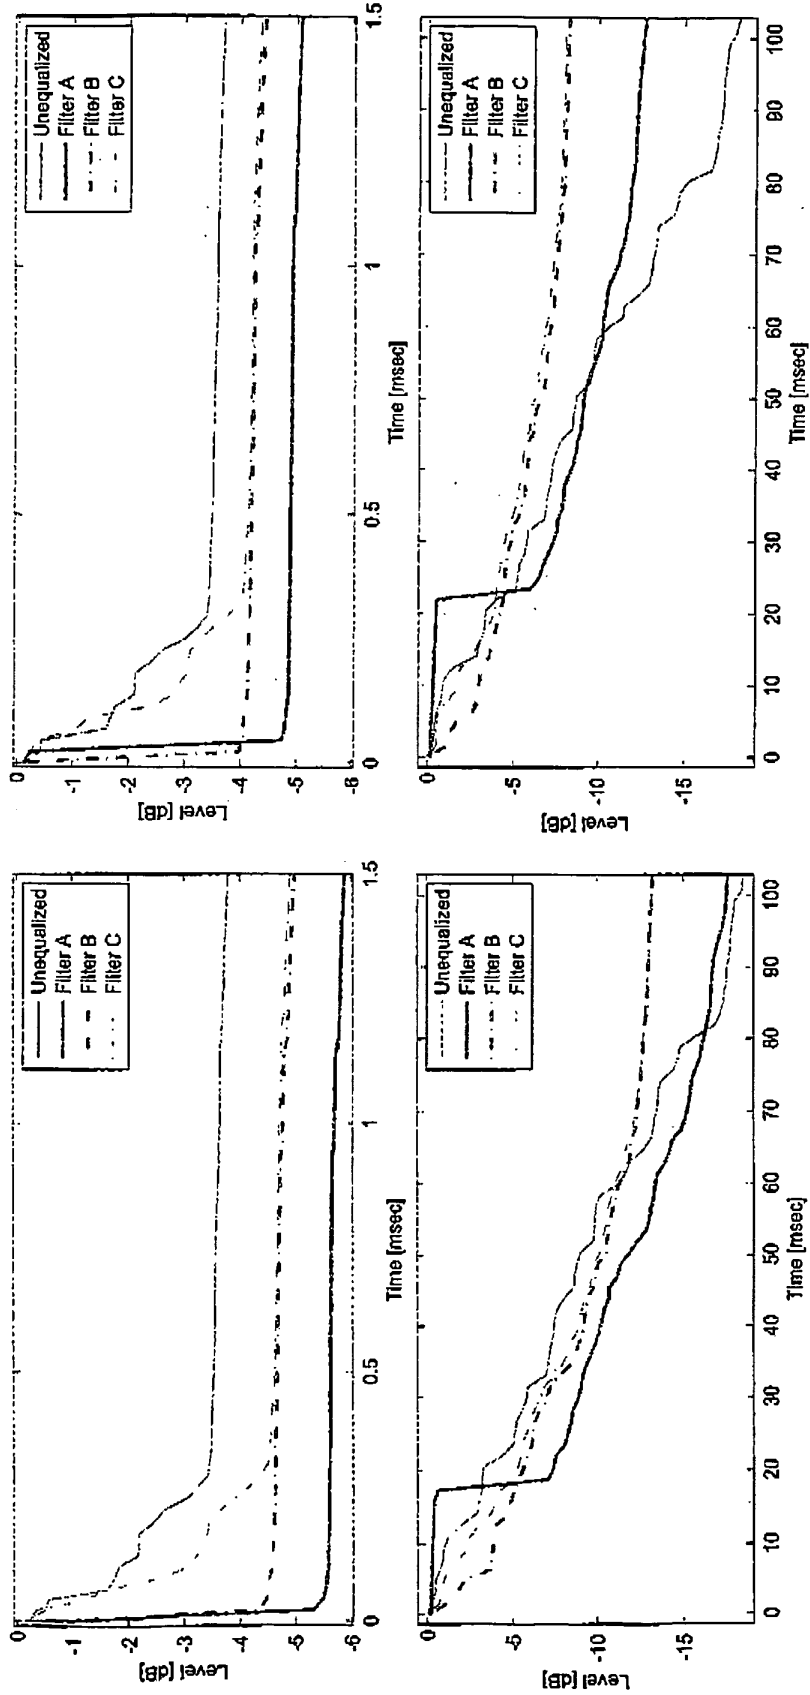 Level [dB]
0
-1
-2
-3
-4
-5
-6
0
0.5
1
1.5
Time [msec]
Unequalized
Filter A
Filter B
Filter C
Level [dB]
0
-1
-2
-3
-4
-5
-6
0
0.5
1
1.5
Time [msec]
Unequalized
Filter A
Filter B
Filter C
Level [dB]
0
-5
-10
-15
0
10
20
30
40
50
60
70
80
90
100
Time [msec]
Unequalized
Filter A
Filter B
Filter C
Level [dB]
0
-5
-10
-15
0
10
20
30
40
50
60
70
80
90
100
Time [msec]
Unequalized
Filter A
Filter B
Filter C